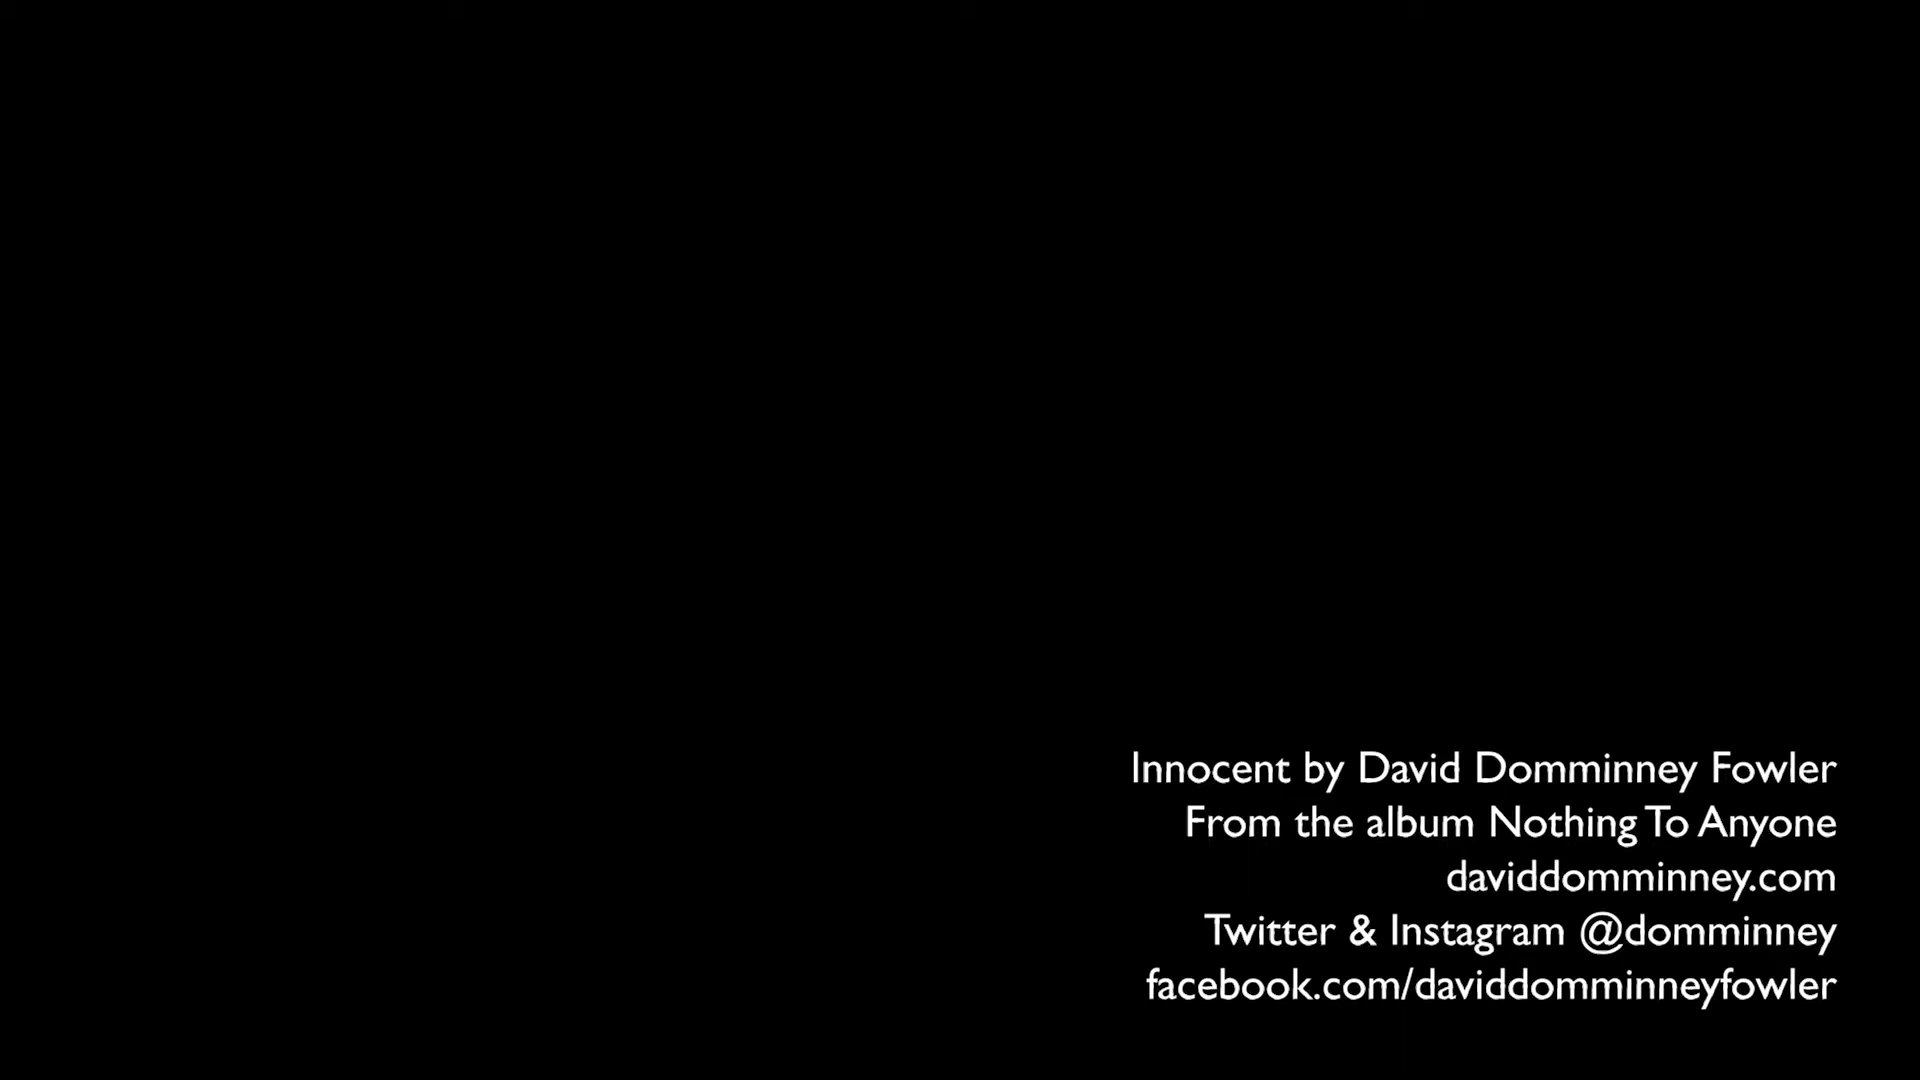 Innocent by David Domminney Fowler
From the album Nothing To Anyone
daviddomminney.com
Twitter & Instagram @domminney
facebook.com/daviddomminneyfowler